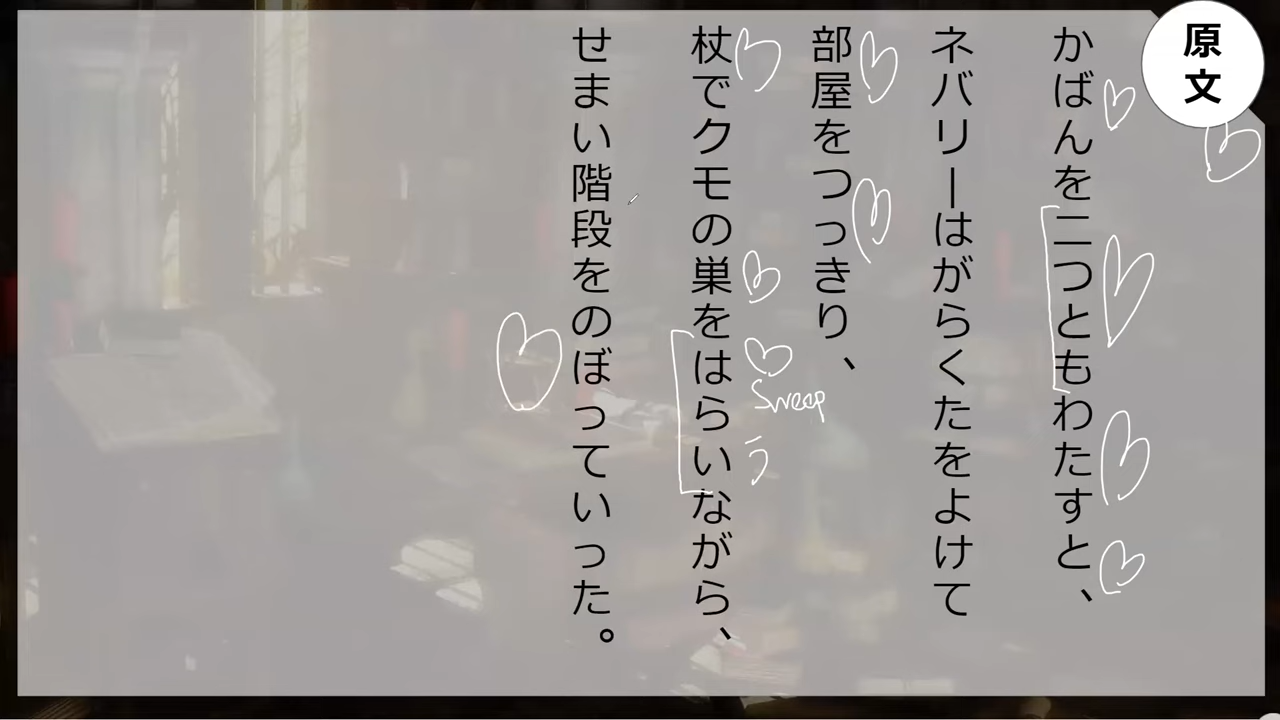 原文
かばんを二つともわたすと、
ネバリーはがらくたをよけて
部屋をつっきり、
杖でクモの巣をはらいながら、
Sweep
せまい階段をのぼっていった。